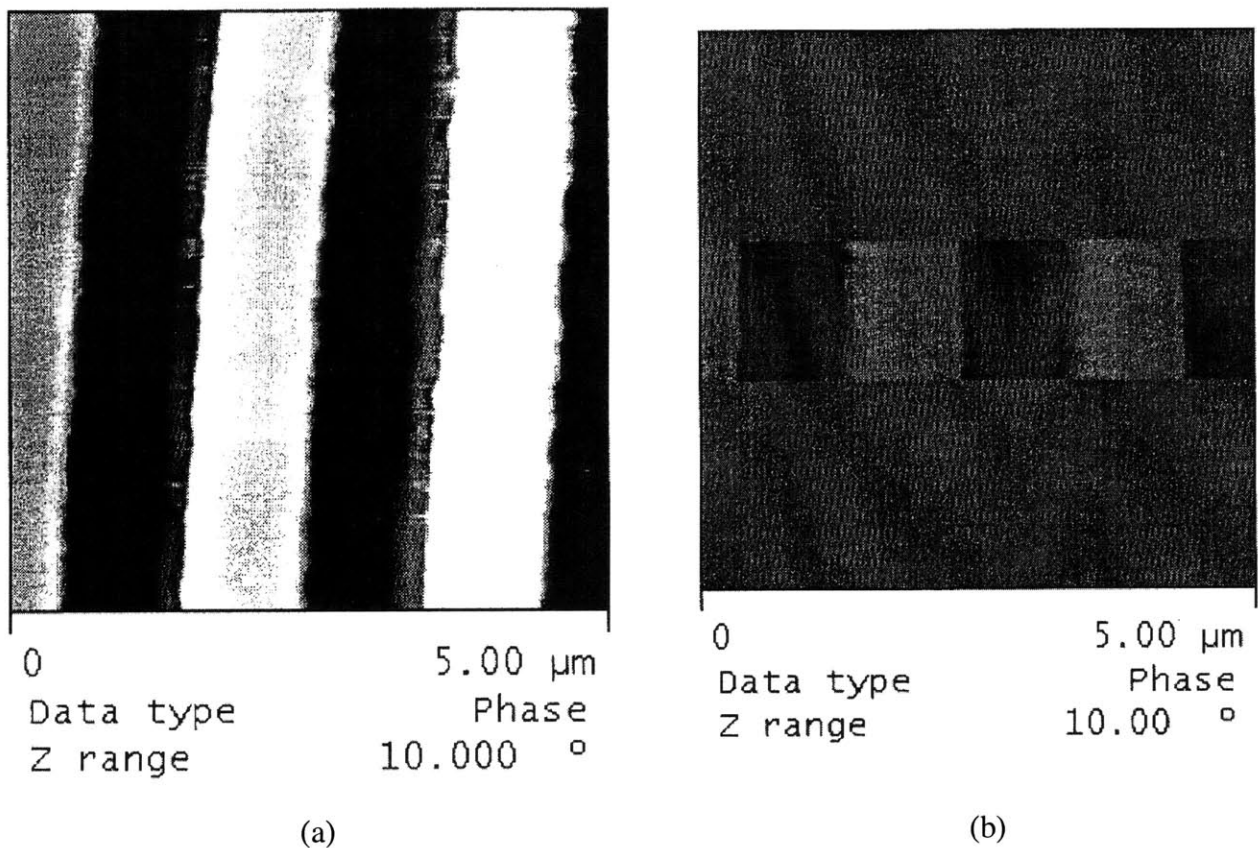 0 5.00 µm
Data type Phase
Z range 10.000 °
(a)
0 5.00 µm
Data type Phase
Z range 10.00 °
(b)